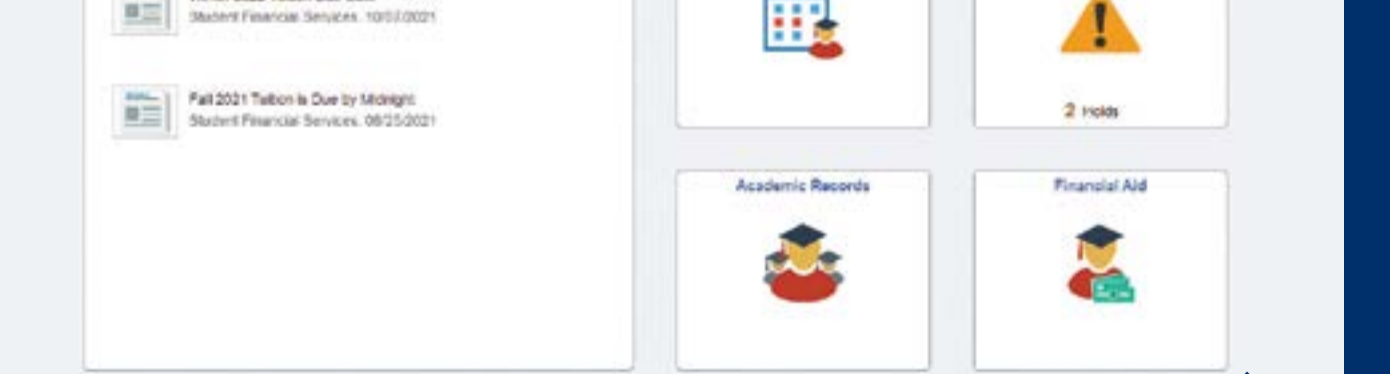 Student Financial Services, 10/07/2021
Fall 2021 Tuition is Due by Midnight
Student Financial Services, 08/25/2021
2 Holds
Academic Records
Financial Aid